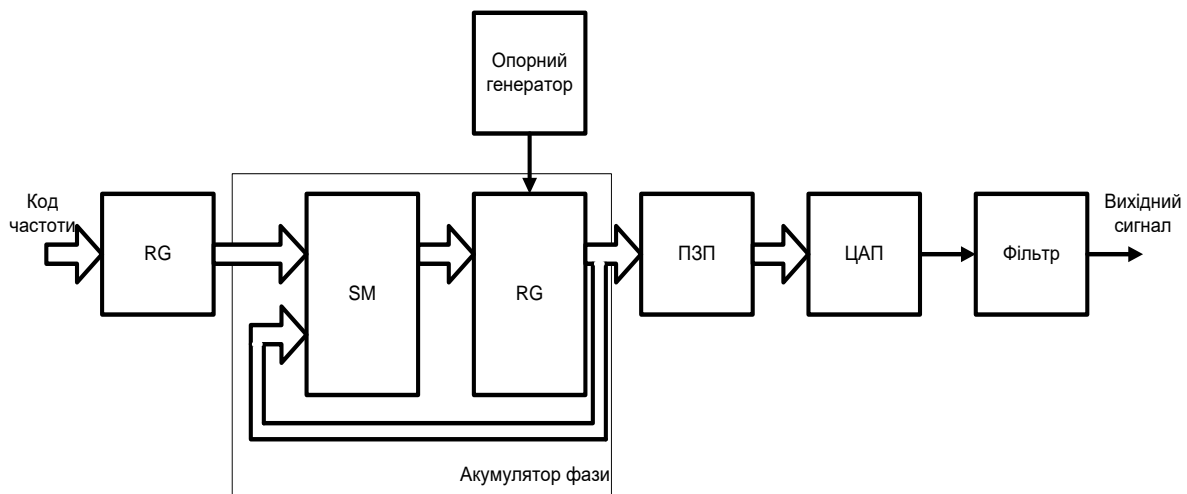 Опорний
генератор
Код
частоти
RG
SM
RG
ПЗП
ЦАП
Фільтр
Вихідний
сигнал
Акумулятор фази